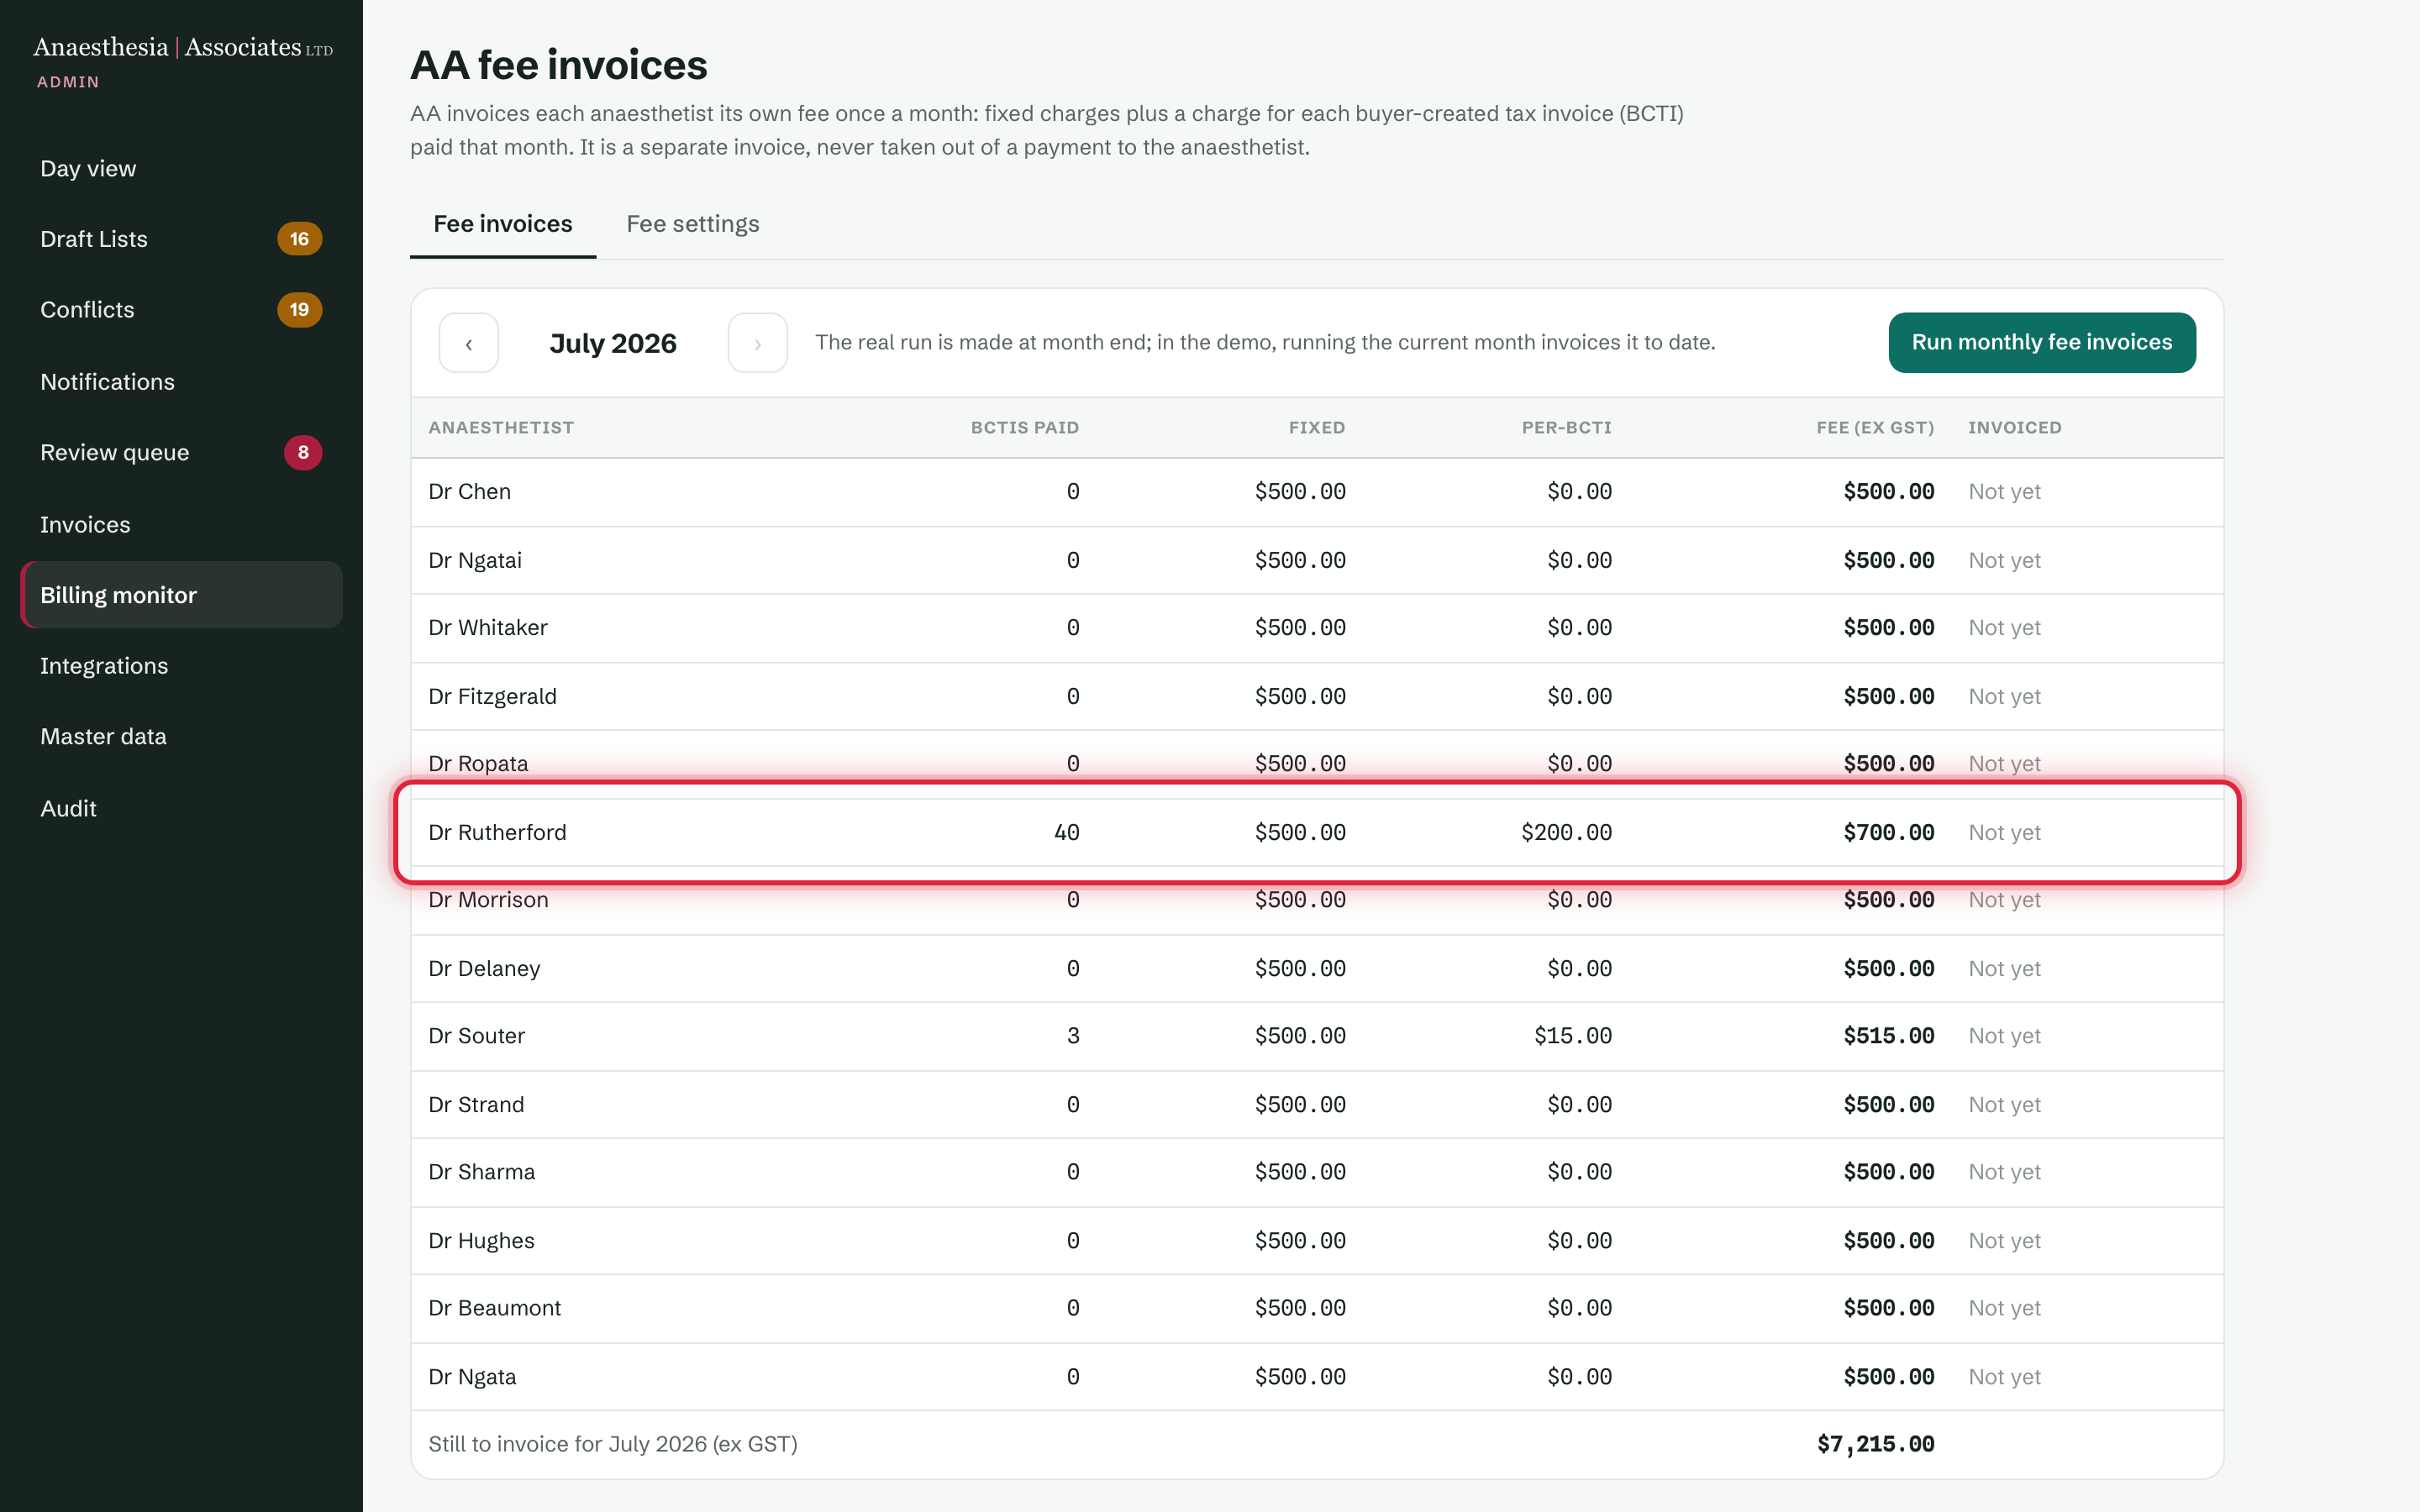 Anaesthesia | Associates LTD
ADMIN
Day view
Draft Lists 16
Conflicts 19
Notifications
Review queue 8
Invoices
Billing monitor
Integrations
Master data
Audit
AA fee invoices
AA invoices each anaesthetist its own fee once a month: fixed charges plus a charge for each buyer-created tax invoice (BCTI)
paid that month. It is a separate invoice, never taken out of a payment to the anaesthetist.
Fee invoices Fee settings
‹ July 2026 › The real run is made at month end; in the demo, running the current month invoices it to date. Run monthly fee invoices
ANAESTHETIST BCTIS PAID FIXED PER-BCTI FEE (EX GST) INVOICED
Dr Chen 0 $500.00 $0.00 $500.00 Not yet
Dr Ngatai 0 $500.00 $0.00 $500.00 Not yet
Dr Whitaker 0 $500.00 $0.00 $500.00 Not yet
Dr Fitzgerald 0 $500.00 $0.00 $500.00 Not yet
Dr Ropata 0 $500.00 $0.00 $500.00 Not yet
Dr Rutherford 40 $500.00 $200.00 $700.00 Not yet
Dr Morrison 0 $500.00 $0.00 $500.00 Not yet
Dr Delaney 0 $500.00 $0.00 $500.00 Not yet
Dr Souter 3 $500.00 $15.00 $515.00 Not yet
Dr Strand 0 $500.00 $0.00 $500.00 Not yet
Dr Sharma 0 $500.00 $0.00 $500.00 Not yet
Dr Hughes 0 $500.00 $0.00 $500.00 Not yet
Dr Beaumont 0 $500.00 $0.00 $500.00 Not yet
Dr Ngata 0 $500.00 $0.00 $500.00 Not yet
Still to invoice for July 2026 (ex GST) $7,215.00